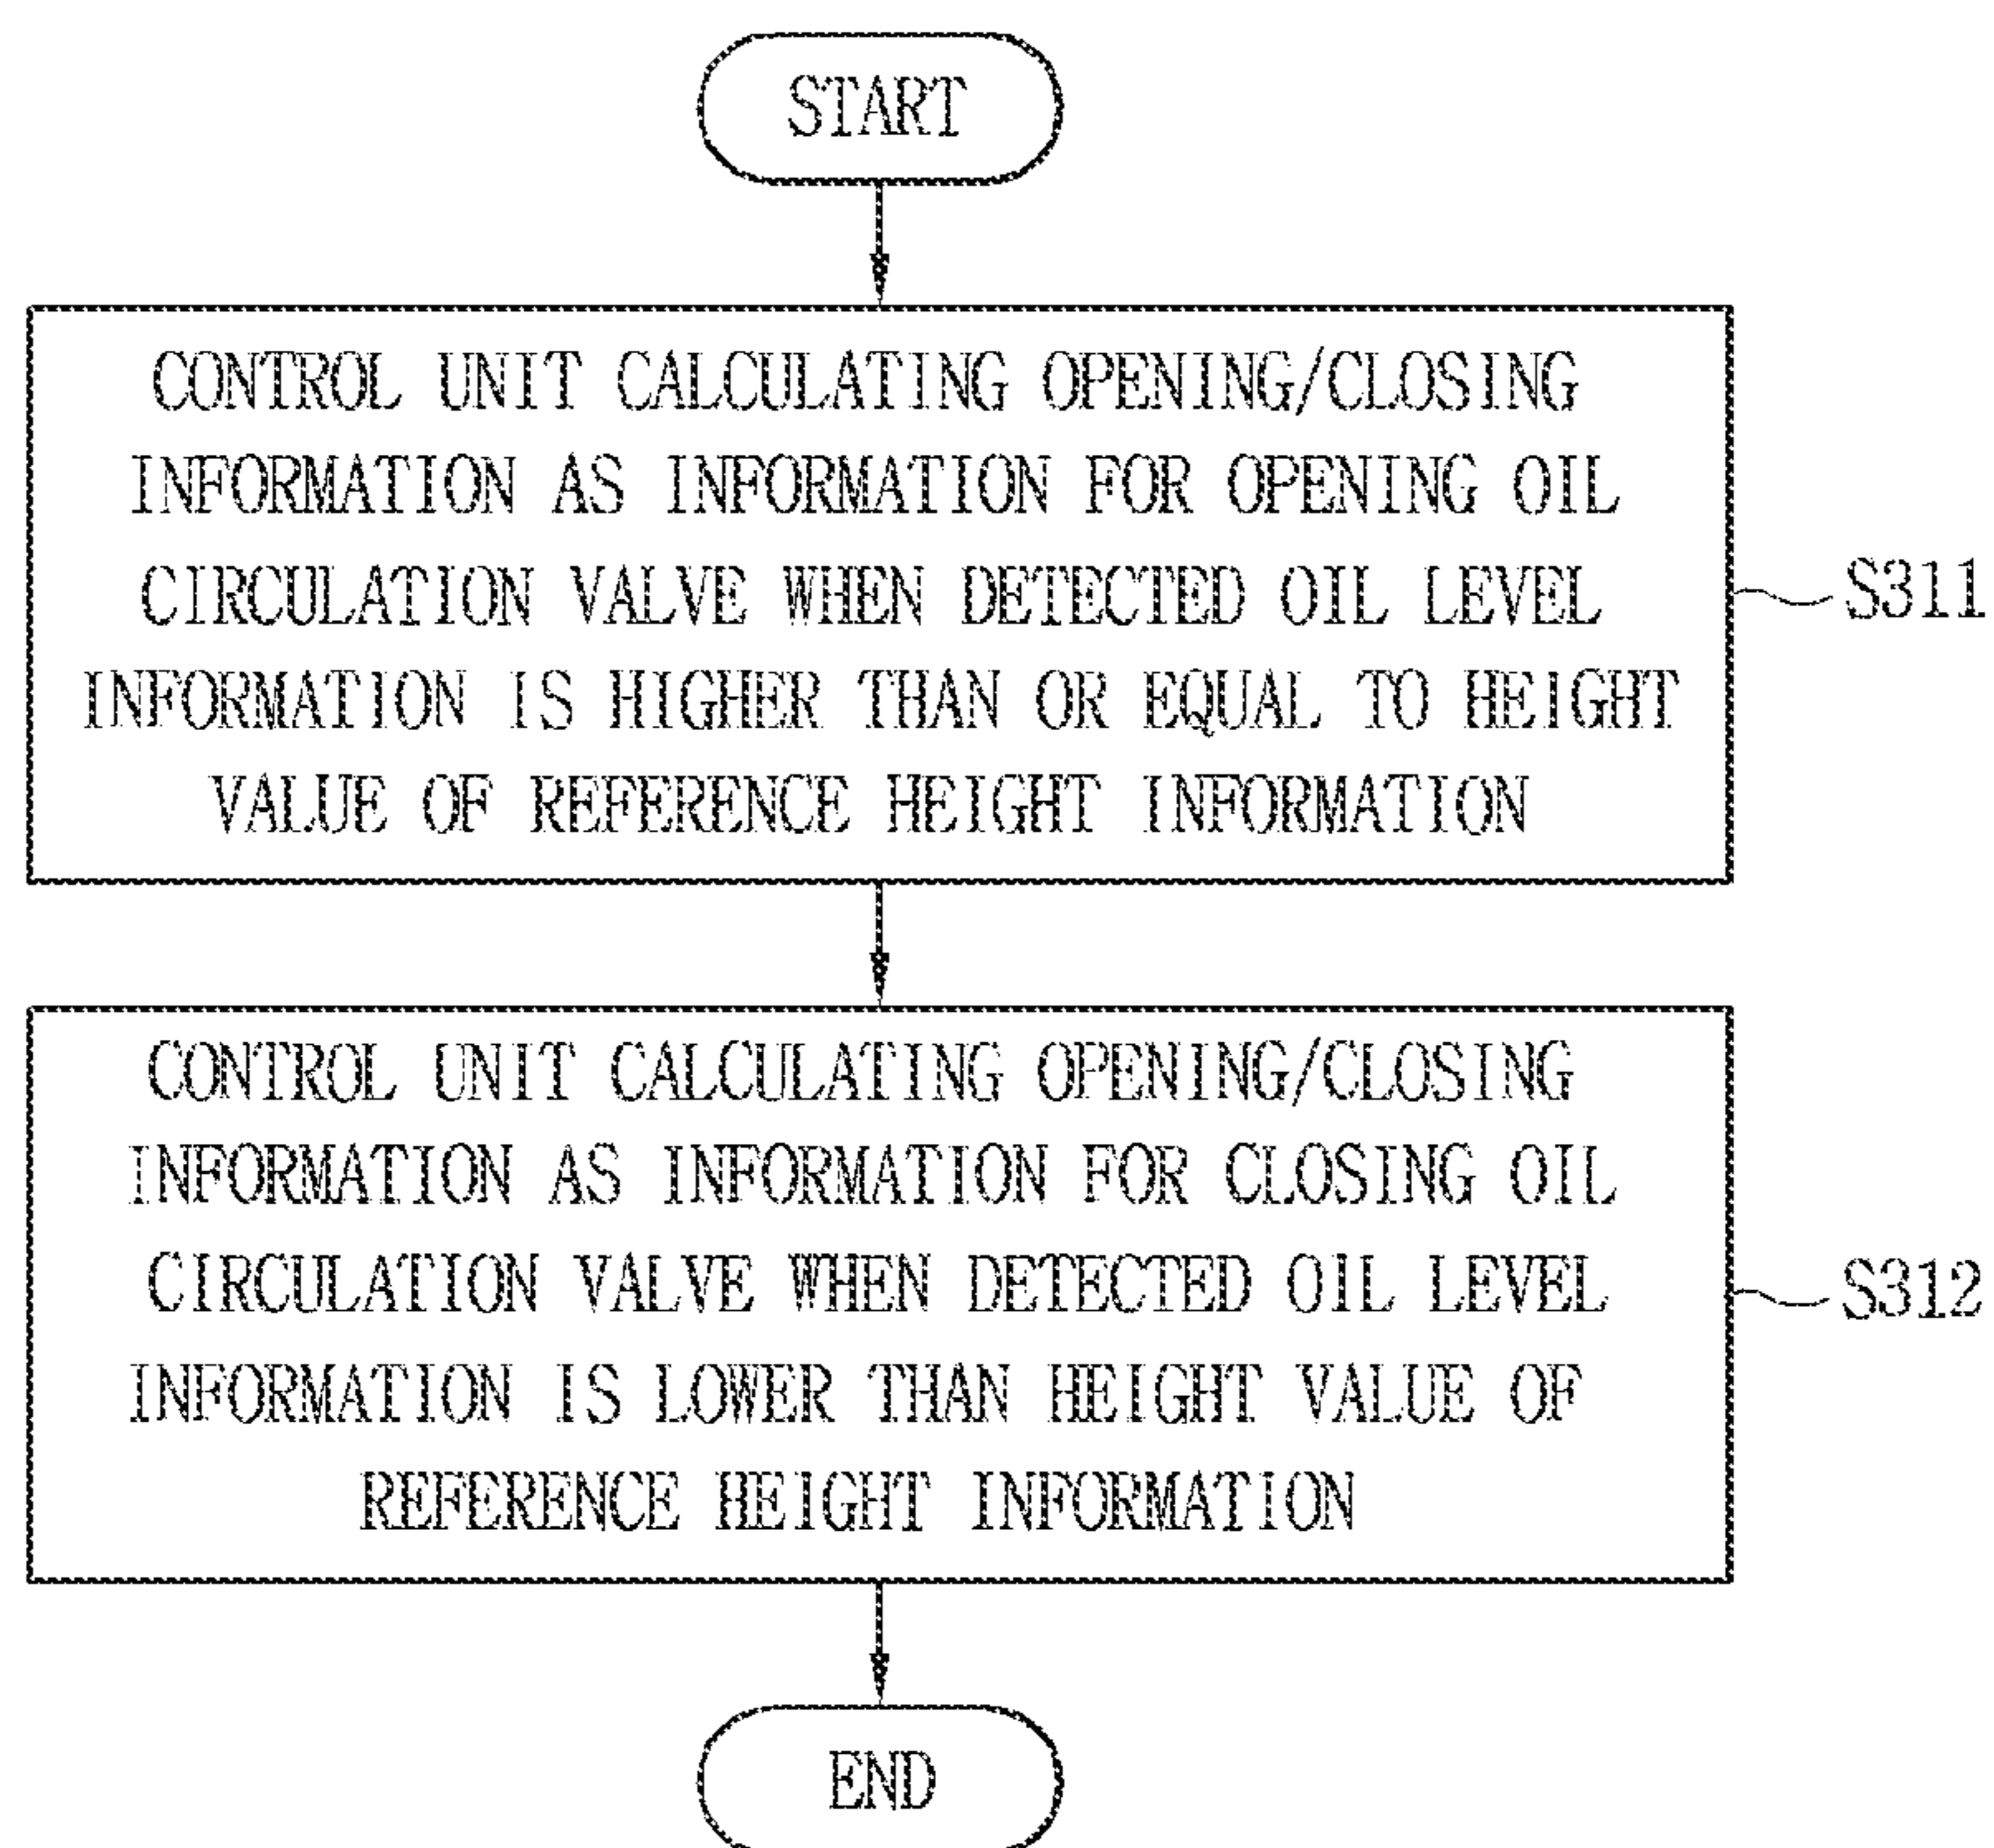 START
CONTROL UNIT CALCULATING OPENING/CLOSING
INFORMATION AS INFORMATION FOR OPENING OIL
CIRCULATION VALVE WHEN DETECTED OIL LEVEL
INFORMATION IS HIGHER THAN OR EQUAL TO HEIGHT
VALUE OF REFERENCE HEIGHT INFORMATION
S311
CONTROL UNIT CALCULATING OPENING/CLOSING
INFORMATION AS INFORMATION FOR CLOSING OIL
CIRCULATION VALVE WHEN DETECTED OIL LEVEL
INFORMATION IS LOWER THAN HEIGHT VALUE OF
REFERENCE HEIGHT INFORMATION
S312
END